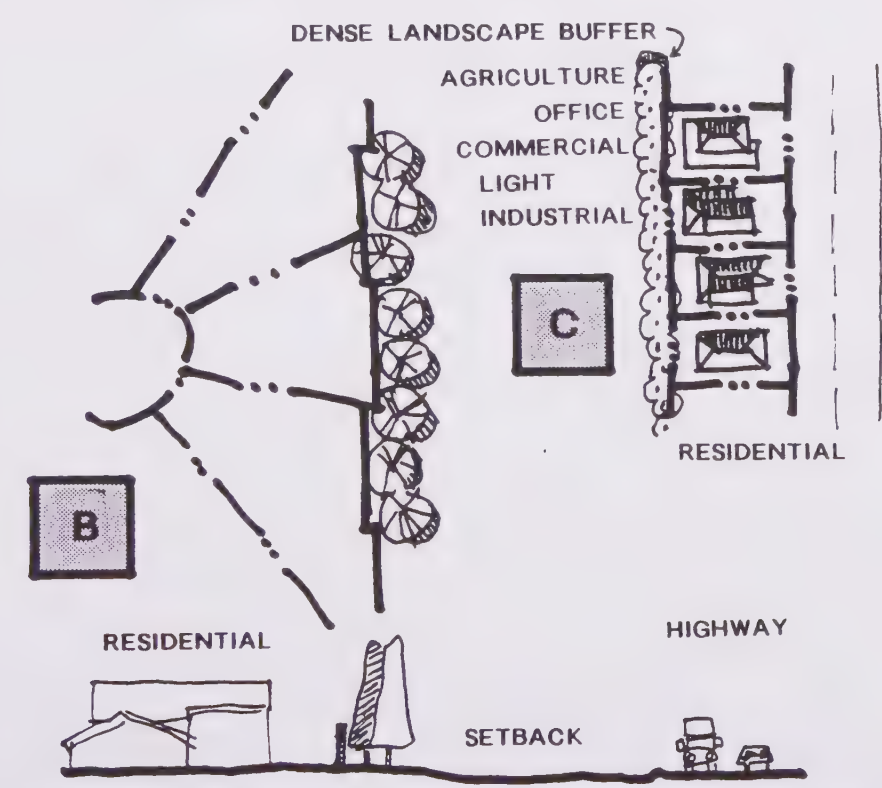 DENSE LANDSCAPE BUFFER
AGRICULTURE
OFFICE
COMMERCIAL
LIGHT
INDUSTRIAL
C
RESIDENTIAL
B
RESIDENTIAL
HIGHWAY
SETBACK